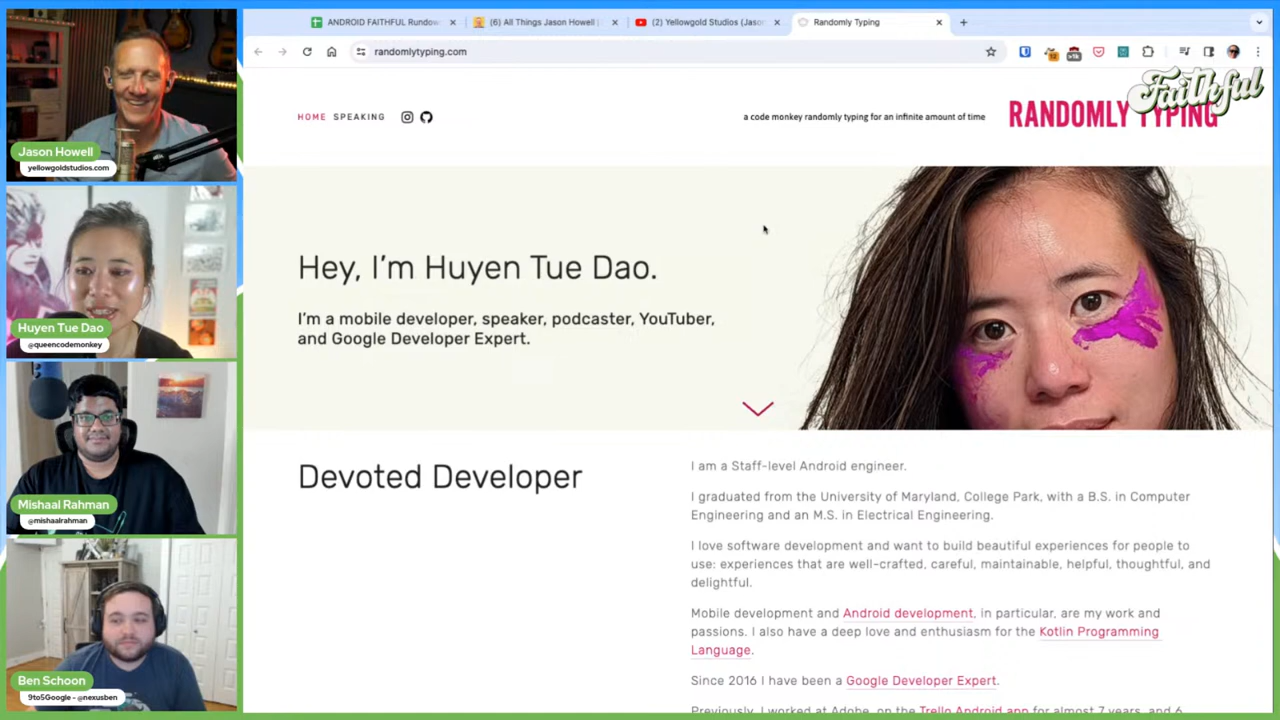 ANDROID FAITHFUL Rundow
(6) All Things Jason Howell |
(2) Yellowgold Studios (Jaso
Randomly Typing
randomlytyping.com
Faithful
HOME SPEAKING
a code monkey randomly typing for an infinite amount of time
RANDOMLY TYPING
Jason Howell
yellowgoldstudios.com
Hey, I'm Huyen Tue Dao.
I'm a mobile developer, speaker, podcaster, YouTuber,
and Google Developer Expert.
Huyen Tue Dao
@queencodemonkey
Devoted Developer
I am a Staff-level Android engineer.
I graduated from the University of Maryland, College Park, with a B.S. in Computer
Engineering and an M.S. in Electrical Engineering.
I love software development and want to build beautiful experiences for people to
use: experiences that are well-crafted, careful, maintainable, helpful, thoughtful, and
delightful.
Mobile development and Android development, in particular, are my work and
passions. I also have a deep love and enthusiasm for the Kotlin Programming
Language.
Since 2016 I have been a Google Developer Expert.
Previously, I worked at Adobe, on the Trello Android app for almost 7 years, and 6
Mishaal Rahman
@mishaalrahman
Ben Schoon
9to5Google - @nexusben